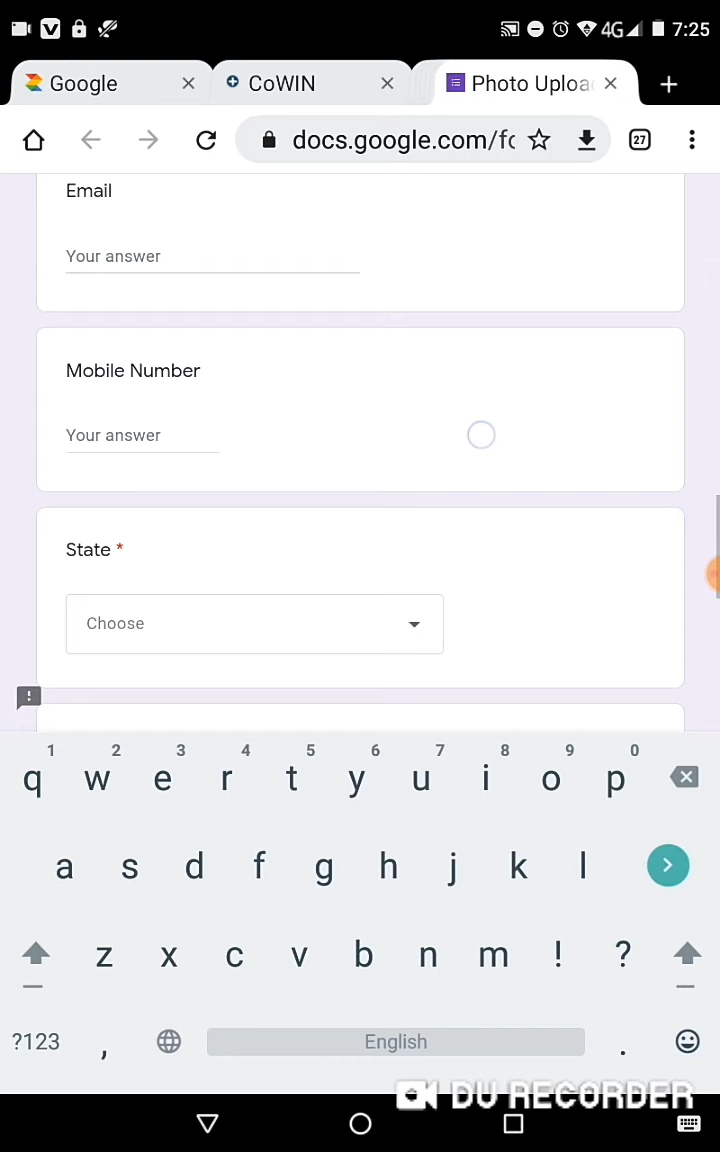 4G 7:25
Google
CoWIN
Photo Uploa
docs.google.com/fo
27
Email
Your answer
Mobile Number
Your answer
State *
Choose
1 2 3 4 5 6 7 8 9 0
q w e r t y u i o p
a s d f g h j k l
z x c v b n m ! ?
?123 , English .
DU RECORDER